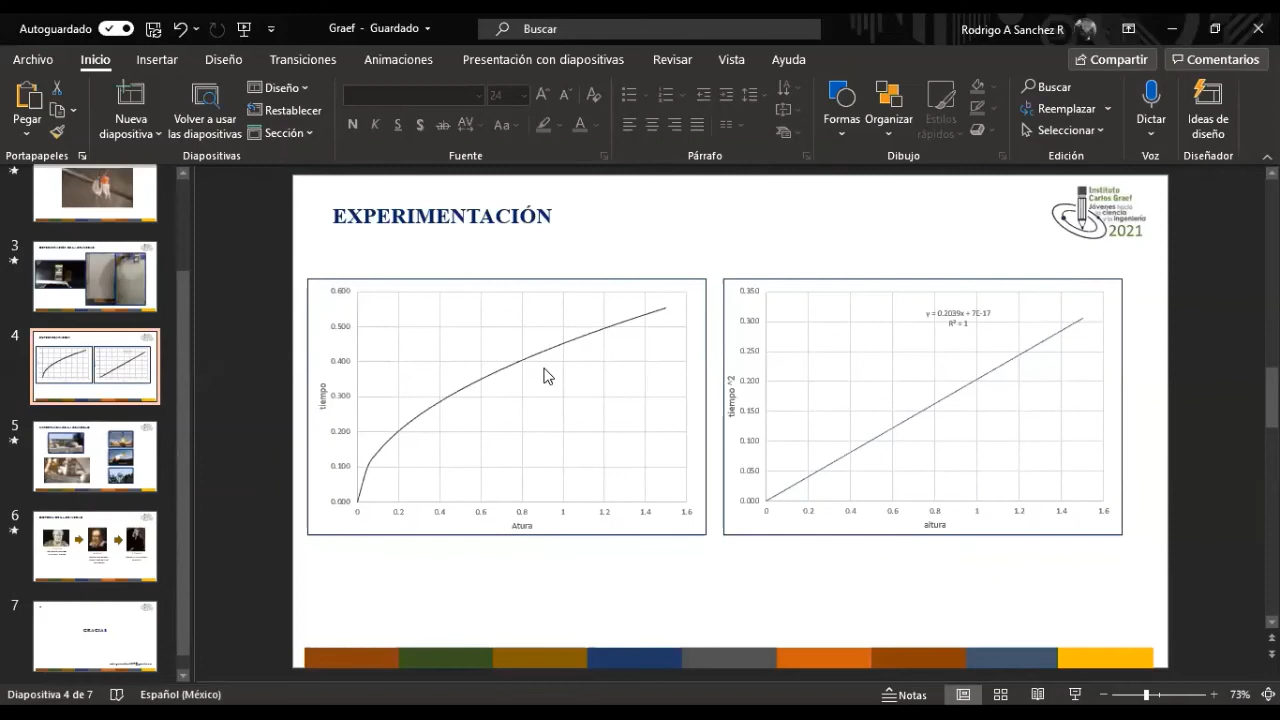 Autoguardado
Graef - Guardado
Buscar
Rodrigo A Sanchez R
Archivo
Inicio
Insertar
Diseño
Transiciones
Animaciones
Presentación con diapositivas
Revisar
Vista
Ayuda
Compartir
Comentarios
Pegar
Nueva diapositiva
Volver a usar las diapositivas
Diseño
Restablecer
Sección
24
N K S S ab AV Aa A
Formas
Organizar
Estilos rápidos
Buscar
Reemplazar
Seleccionar
Dictar
Ideas de diseño
Portapapeles
Diapositivas
Fuente
Párrafo
Dibujo
Edición
Voz
Diseñador
3
4
5
6
7
GRACIAS
EXPERIMENTACIÓN
Instituto
Carlos Graef
Jóvenes hacia
la ciencia
y la ingeniería
2021
0.600
0.500
0.400
0.300
0.200
0.100
0.000
tiempo
0 0.2 0.4 0.6 0.8 1 1.2 1.4 1.6
Atura
0.350
0.300
0.250
0.200
0.150
0.100
0.050
0.000
tiempo ^2
y = 0.2039x + 7E-17
R² = 1
0 0.2 0.4 0.6 0.8 1 1.2 1.4 1.6
altura
Diapositiva 4 de 7
Español (México)
Notas
73%